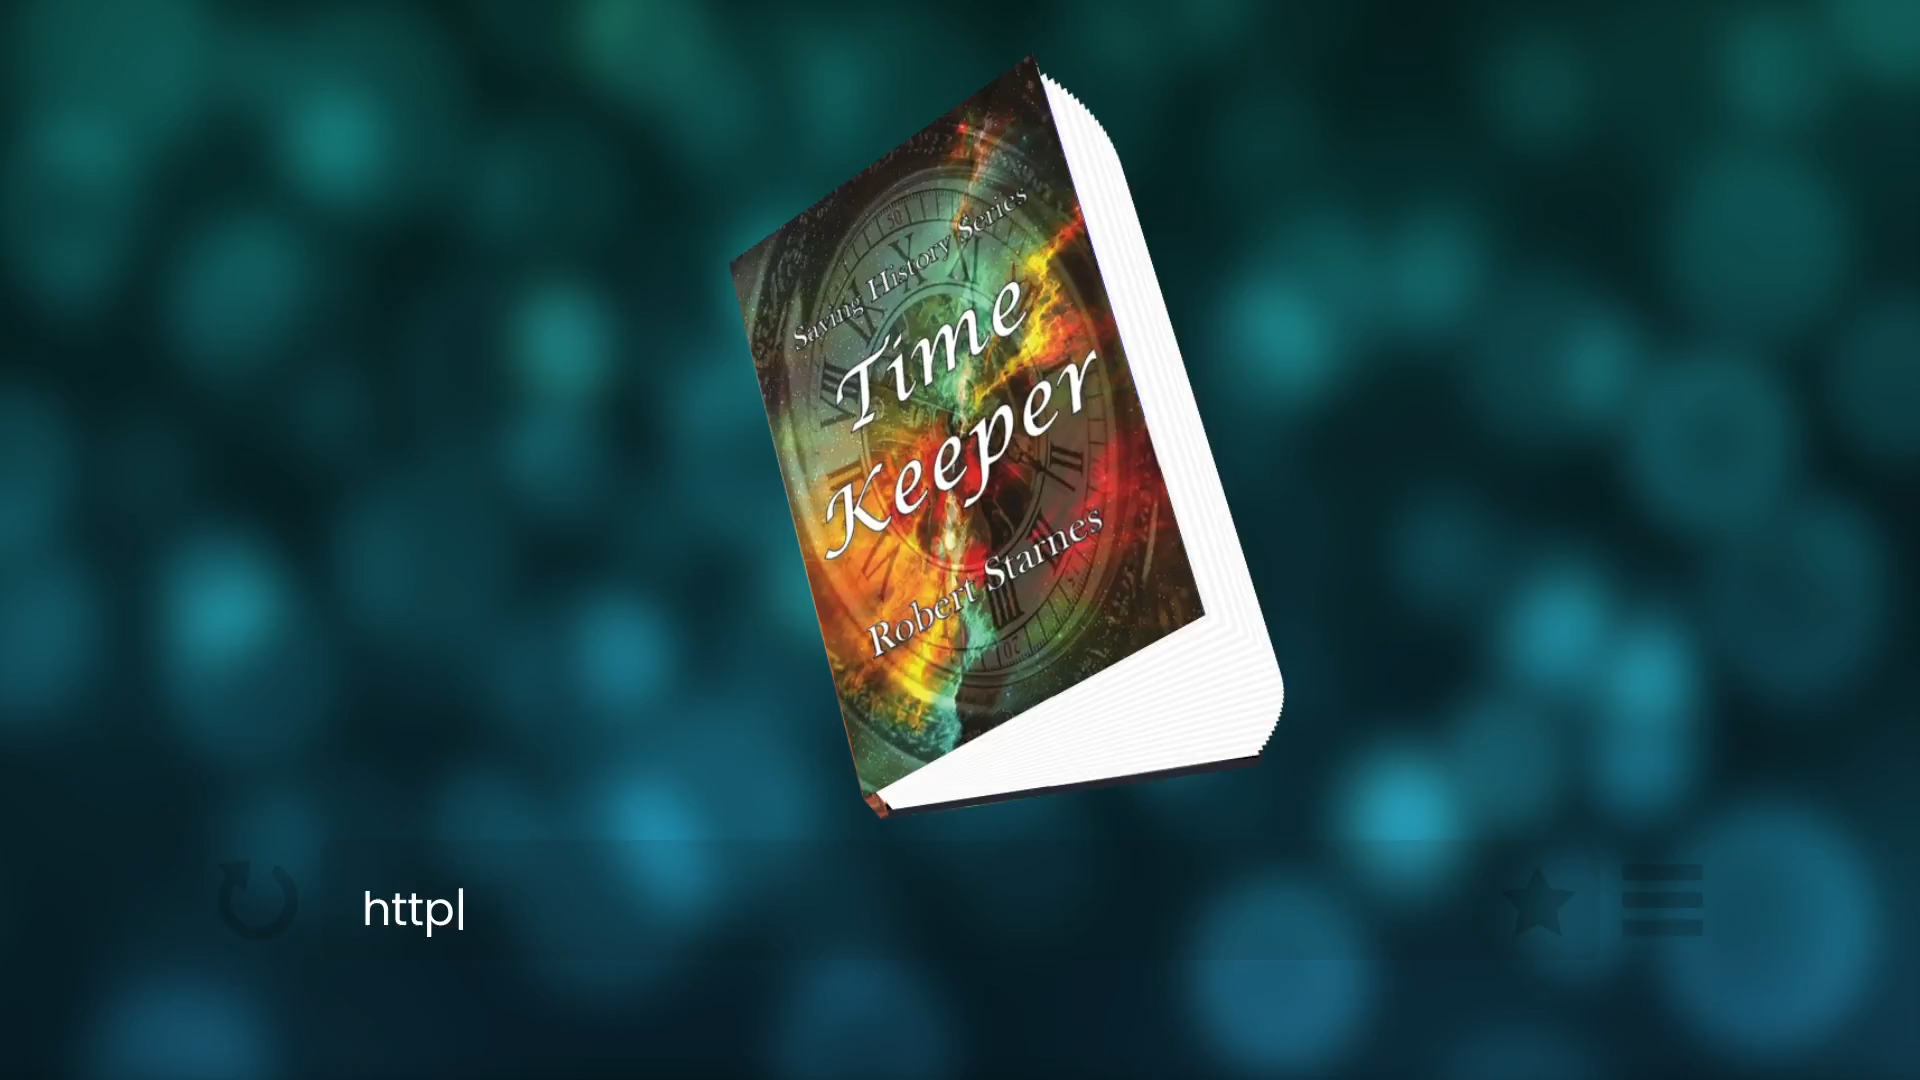 Saving History Series
Time
Keeper
Robert Starnes
http